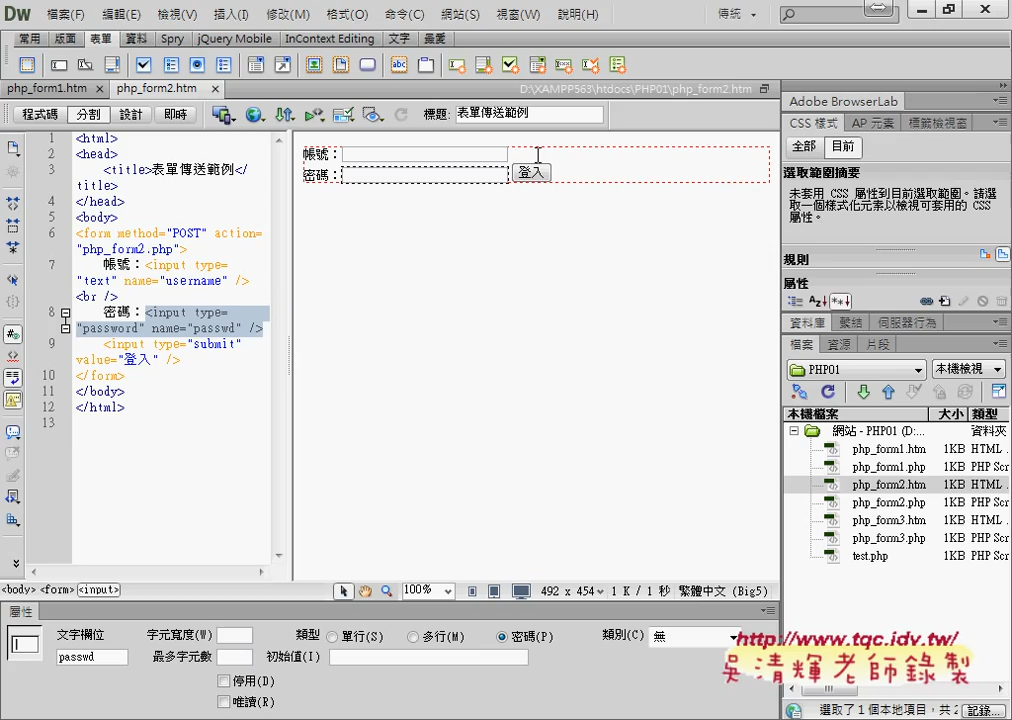 Dw 檔案(F) 編輯(E) 檢視(V) 插入(I) 修改(M) 格式(O) 命令(C) 網站(S) 視窗(W) 說明(H) 傳統
常用 版面 表單 資料 Spry jQuery Mobile InContext Editing 文字 最愛
php_form1.htm × php_form2.htm × D:\XAMPP563\htdocs\PHP01\php_form2.htm
程式碼 分割 設計 即時 標題: 表單傳送範例
1 <html>
2 <head>
3 <title>表單傳送範例</
title>
4 </head>
5 <body>
6 <form method="POST" action=
"php_form2.php">
7 帳號：<input type=
"text" name="username" />
<br />
8 密碼：<input type=
"password" name="passwd" />
9 <input type="submit"
value="登入" />
10 </form>
11 </body>
12 </html>
13
帳號：
密碼： 登入
Adobe BrowserLab
CSS 樣式 AP 元素 標籤檢視窗
全部 目前
選取範圍摘要
未套用 CSS 屬性到目前選取範圍。請選
取一個樣式化元素以檢視可套用的 CSS
屬性。
規則
屬性
資料庫 繫結 伺服器行為
檔案 資源 片段
PHP01 本機檢視
本機檔案 大小 類型
網站 - PHP01 (D:... 資料夾
php_form1.htm 1KB HTML
php_form1.php 1KB PHP Scr
php_form2.htm 1KB HTML
php_form2.php 1KB PHP Scr
php_form3.htm 1KB HTML
php_form3.php 1KB PHP Scr
test.php 1KB PHP Scr
<body> <form> <input> 100% 492 x 454 1 K / 1 秒 繁體中文 (Big5)
屬性
文字欄位 字元寬度(W) 類型 單行(S) 多行(M) 密碼(P) 類別(C) 無
passwd 最多字元數 初始值(I)
停用(D)
唯讀(R)
http://www.tqc.idv.tw/
吳清輝老師錄製
選取了 1 個本地項目，共 2 記錄...